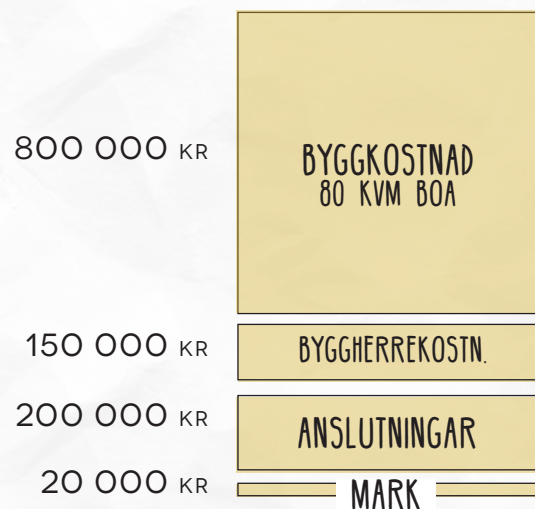 800 000 KR
BYGGKOSTNAD
80 KVM BOA
150 000 KR
BYGGHERREKOSTN.
200 000 KR
ANSLUTNINGAR
20 000 KR
MARK